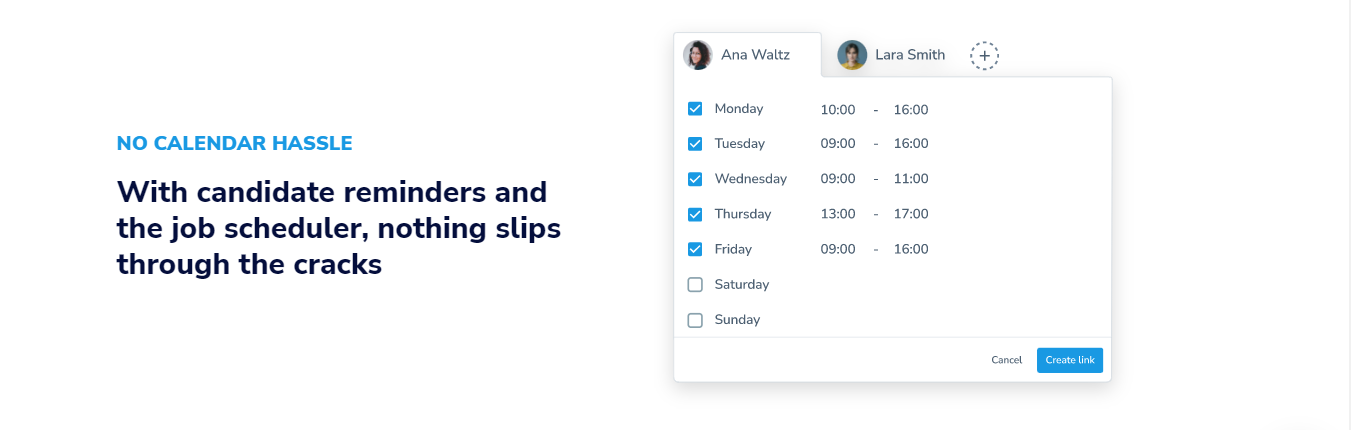 NO CALENDAR HASSLE
With candidate reminders and
the job scheduler, nothing slips
through the cracks
Ana Waltz
Lara Smith
+
Monday 10:00 - 16:00
Tuesday 09:00 - 16:00
Wednesday 09:00 - 11:00
Thursday 13:00 - 17:00
Friday 09:00 - 16:00
Saturday
Sunday
Cancel Create link